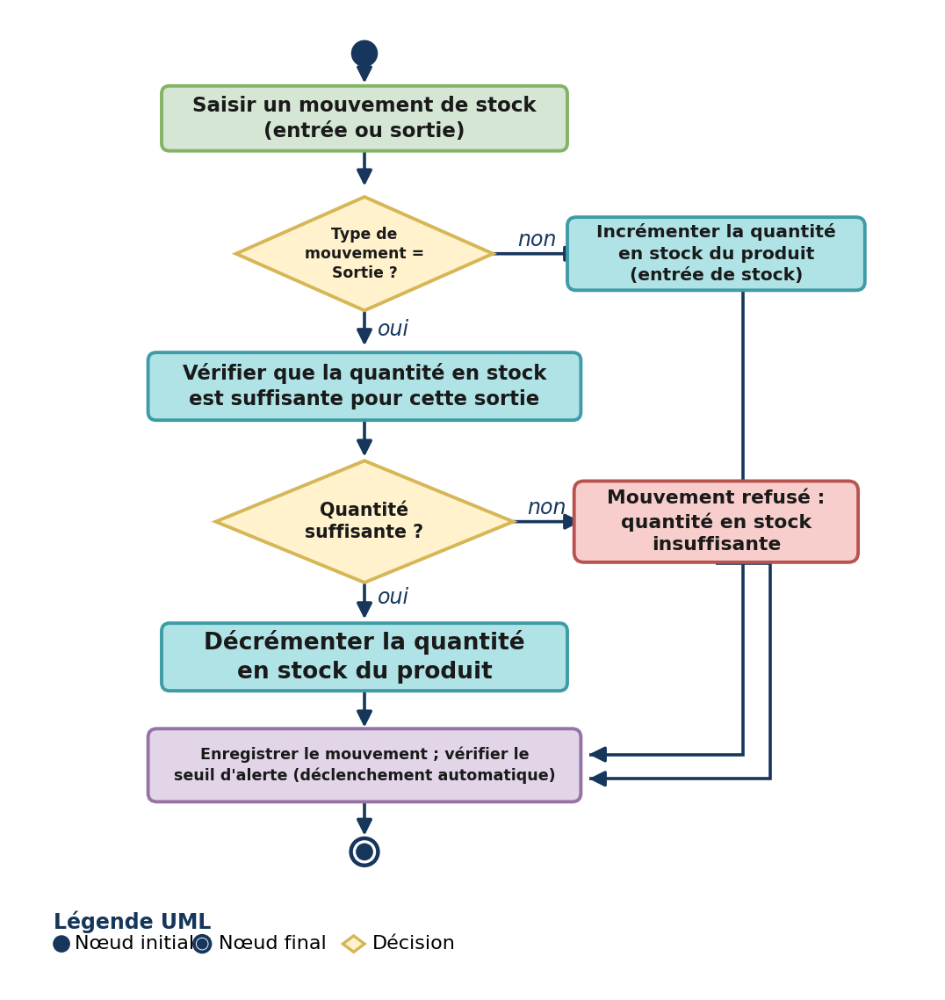 Saisir un mouvement de stock
(entrée ou sortie)
Type de
mouvement =
Sortie ?
non
Incrémenter la quantité
en stock du produit
(entrée de stock)
oui
Vérifier que la quantité en stock
est suffisante pour cette sortie
Quantité
suffisante ?
non
Mouvement refusé :
quantité en stock
insuffisante
oui
Décrémenter la quantité
en stock du produit
Enregistrer le mouvement ; vérifier le
seuil d'alerte (déclenchement automatique)
Légende UML
Nœud initial
Nœud final
Décision